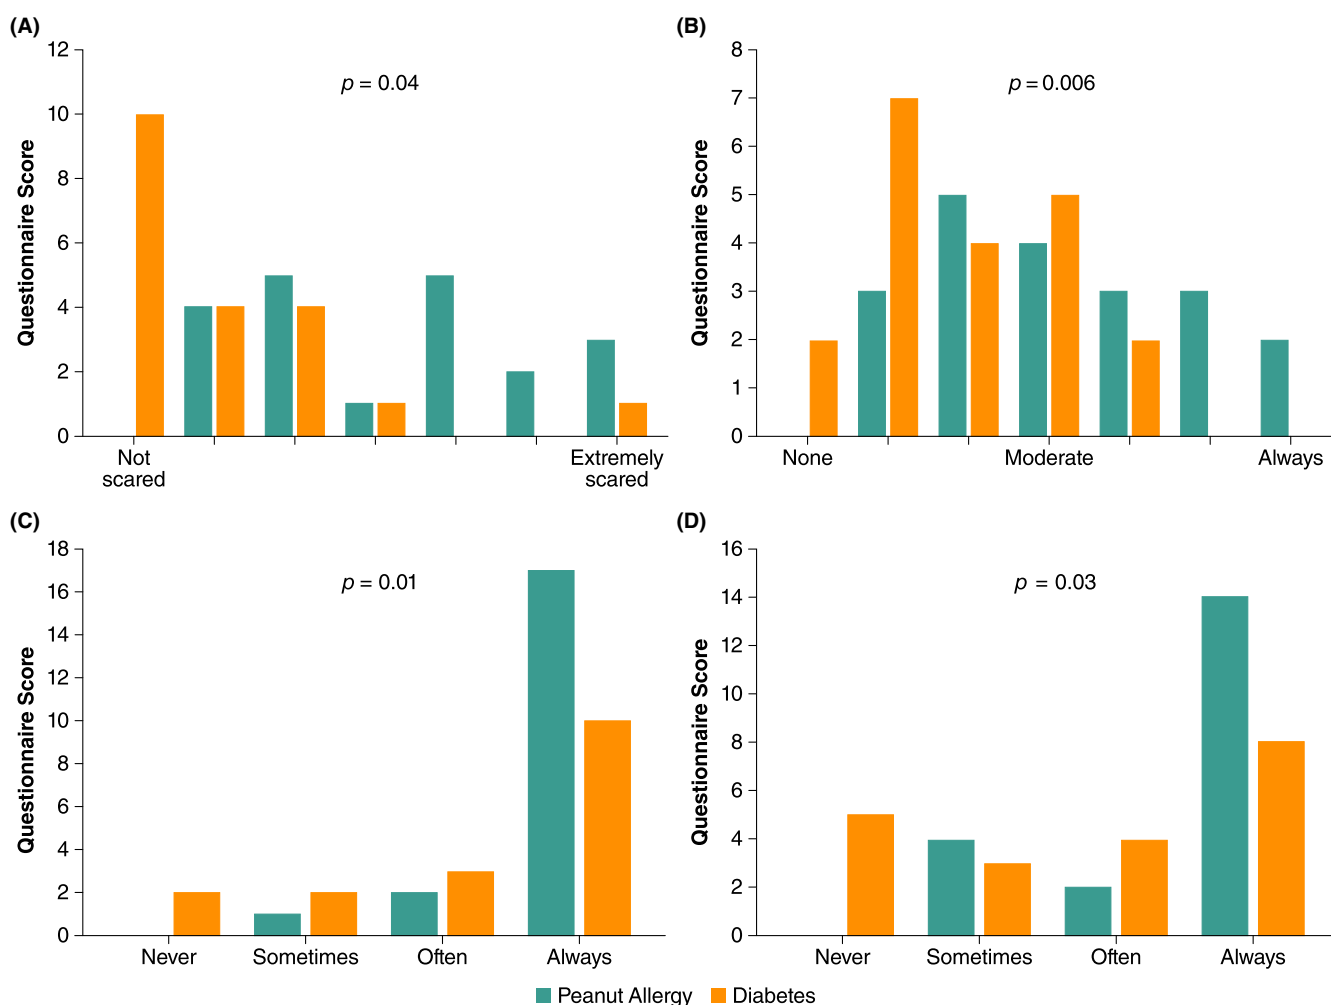 (A)
12
10
8
6
4
2
0
Questionnaire Score
p = 0.04
Not
scared
Extremely
scared
(B)
8
7
6
5
4
3
2
1
0
Questionnaire Score
p = 0.006
None
Moderate
Always
(C)
18
16
14
12
10
8
6
4
2
0
Questionnaire Score
p = 0.01
Never
Sometimes
Often
Always
(D)
16
14
12
10
8
6
4
2
0
Questionnaire Score
p = 0.03
Never
Sometimes
Often
Always
Peanut Allergy
Diabetes